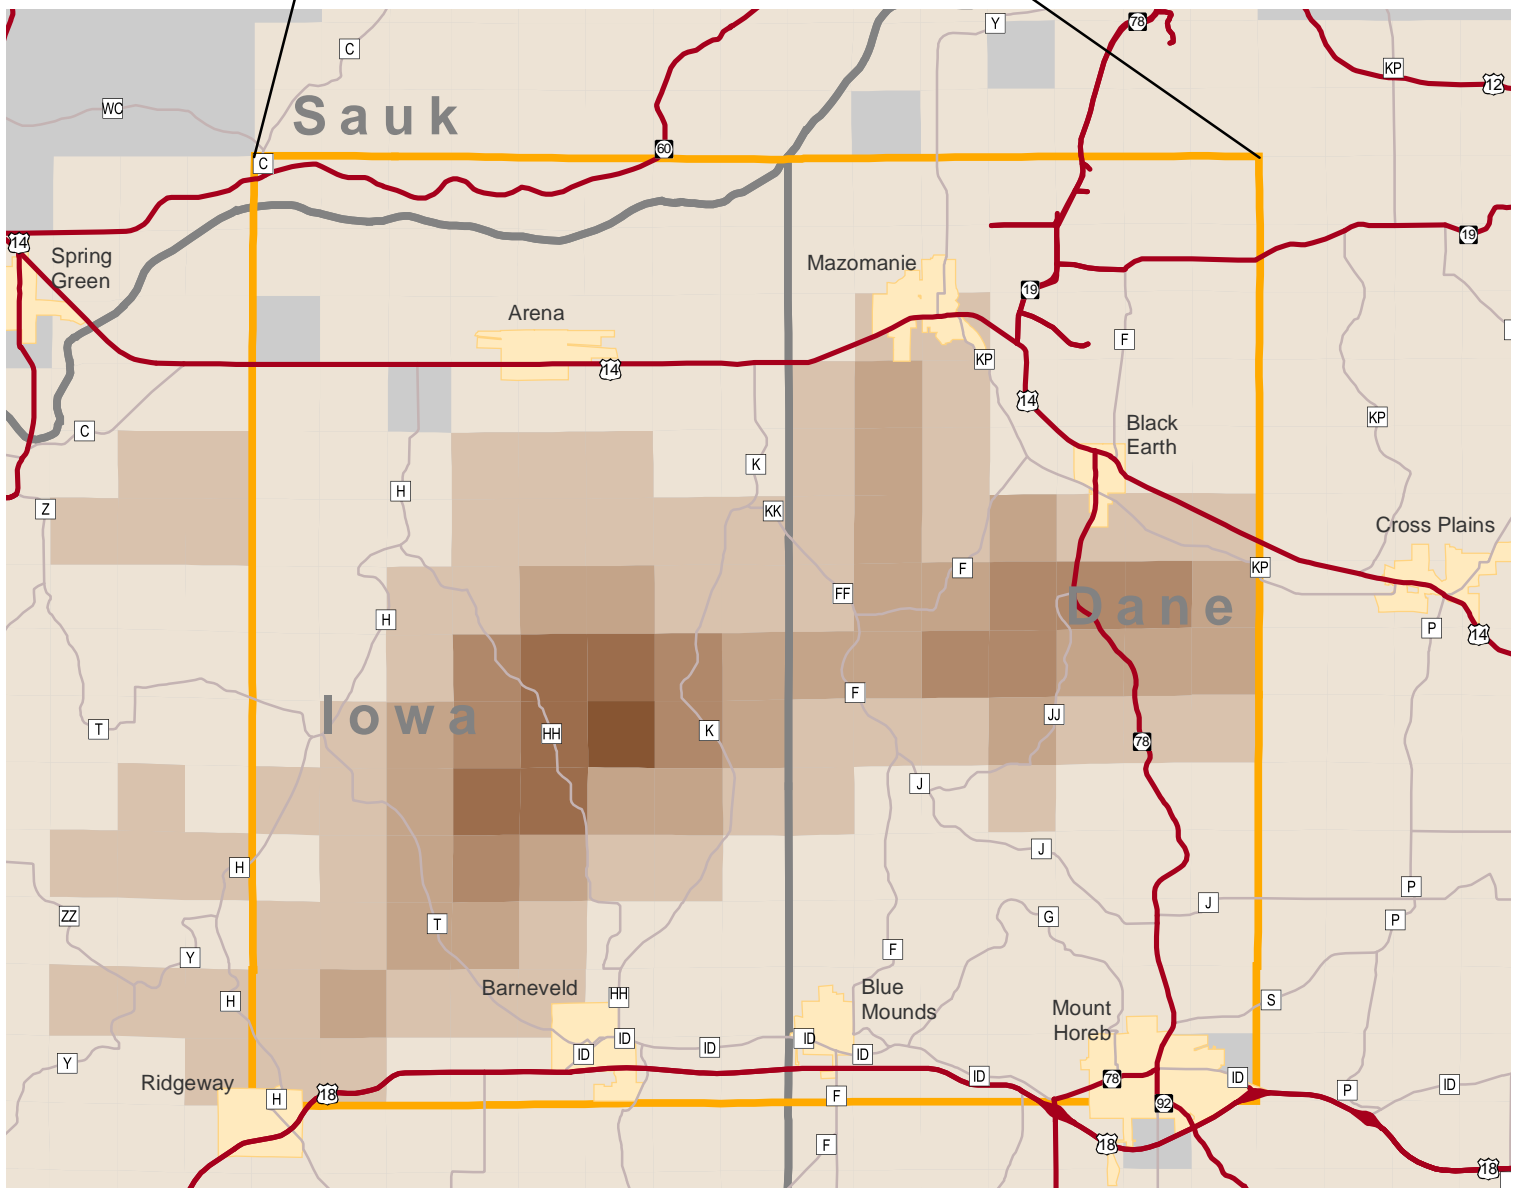 Y
78
C
KP
12
WC
Sauk
60
C
19
14
Spring
Green
Mazomanie
19
Arena
KP
F
14
14
KP
C
Black
Earth
K
H
Z
KK
Cross Plains
F
KP
FF
H
Dane
P
14
F
Iowa
JJ
T
HH
K
78
J
J
H
P
J
ZZ
G
P
T
F
Y
Barneveld
HH
Blue
Mounds
H
Mount
Horeb
S
ID
ID
ID
ID
ID
Y
Ridgeway
ID
78
ID
ID
P
18
H
F
92
F
18
18